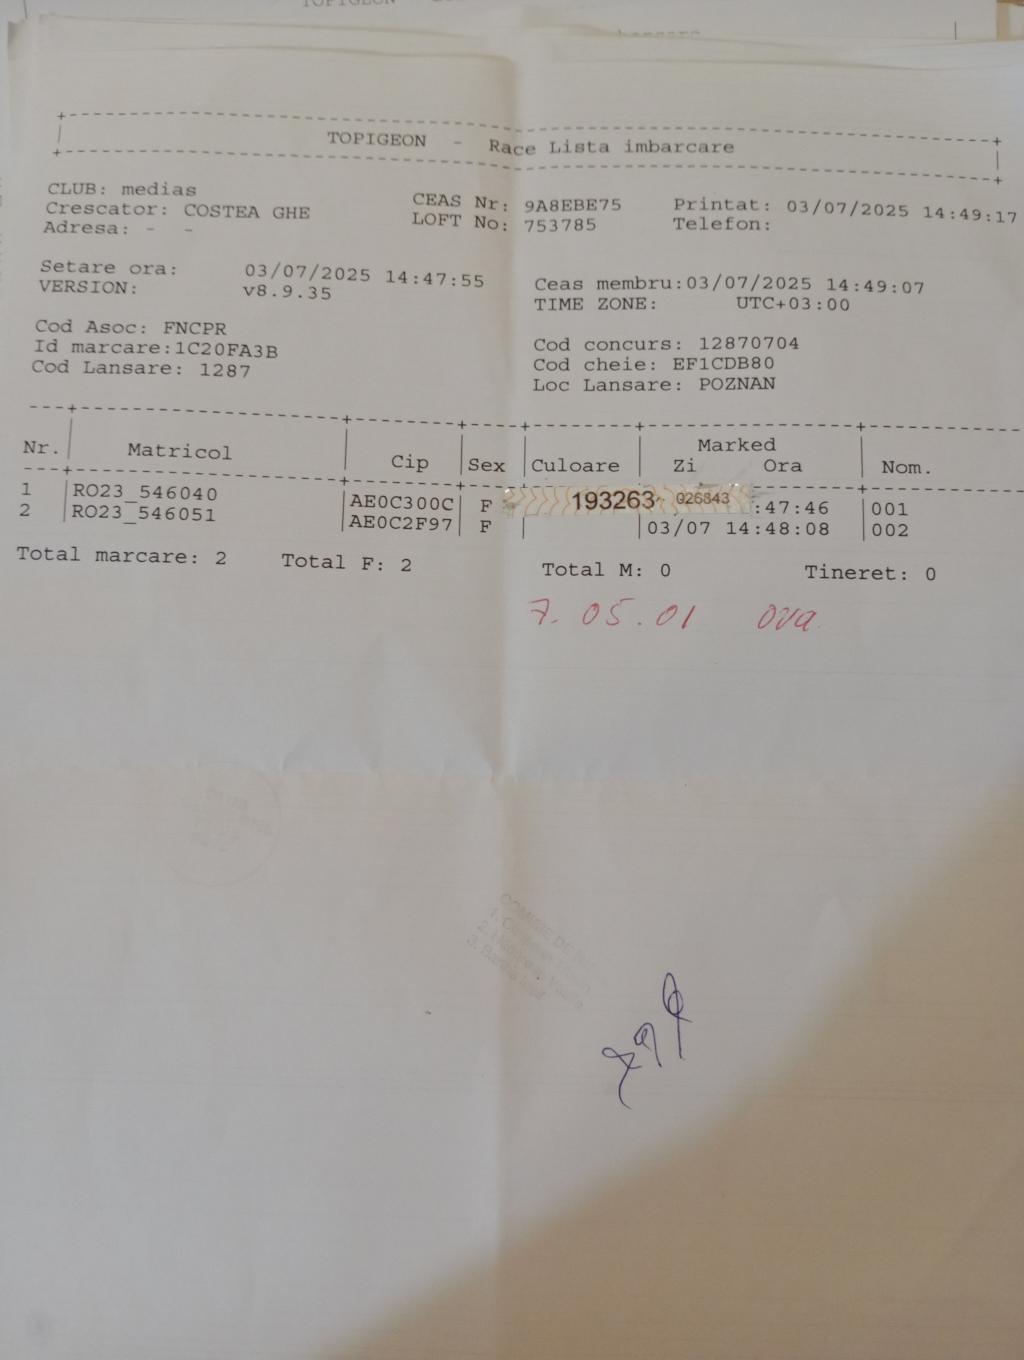 TOPIGEON - Race Lista imbarcare
CLUB: medias
CEAS Nr: 9A8EBE75
Printat: 03/07/2025 14:49:17
Crescator: COSTEA GHE
LOFT No: 753785
Telefon:
Adresa: - -
Setare ora: 03/07/2025 14:47:55
Ceas membru:03/07/2025 14:49:07
VERSION: v8.9.35
TIME ZONE: UTC+03:00
Cod Asoc: FNCPR
Cod concurs: 12870704
Id marcare:1C20FA3B
Cod cheie: EF1CDB80
Cod Lansare: 1287
Loc Lansare: POZNAN
Nr. Matricol Cip Sex Culoare Marked Zi Ora Nom.
1 RO23_546040 AE0C300C F 193263 026843 :47:46 001
2 RO23_546051 AE0C2F97 F 03/07 14:48:08 002
Total marcare: 2 Total F: 2 Total M: 0 Tineret: 0
7. 05. 01 ora